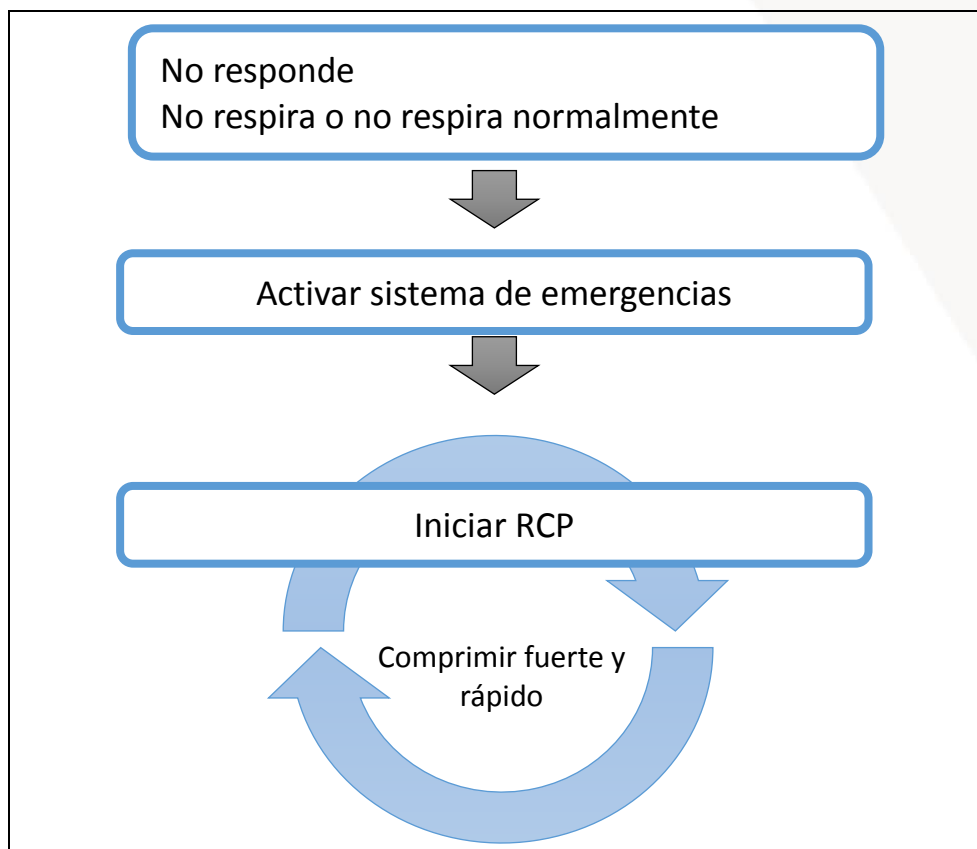 No responde
No respira o no respira normalmente
Activar sistema de emergencias
Iniciar RCP
Comprimir fuerte y
rápido